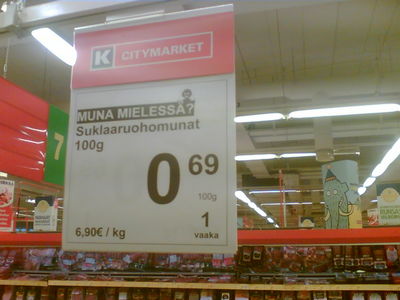 K CITYMARKET
MUNA MIELESSÄ?
Suklaaruohomunat
100g
0 69
100g
6,90€ / kg
1
vaaka
7